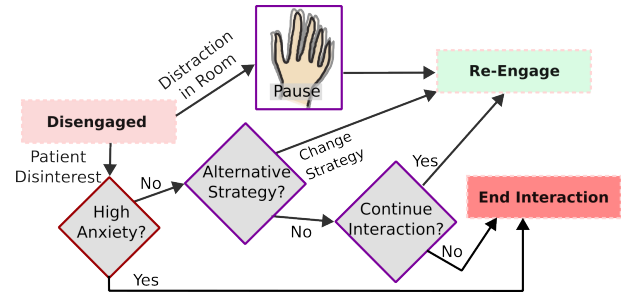 Distraction
in Room
Pause
Re-Engage
Disengaged
Patient
Disinterest
No
Alternative
Strategy?
Change
Strategy
Yes
High
Anxiety?
No
Continue
Interaction?
End Interaction
No
Yes